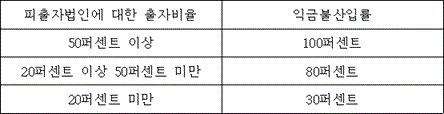 피출자법인에 대한 출자비율 익금불산입률
50퍼센트 이상 100퍼센트
20퍼센트 이상 50퍼센트 미만 80퍼센트
20퍼센트 미만 30퍼센트